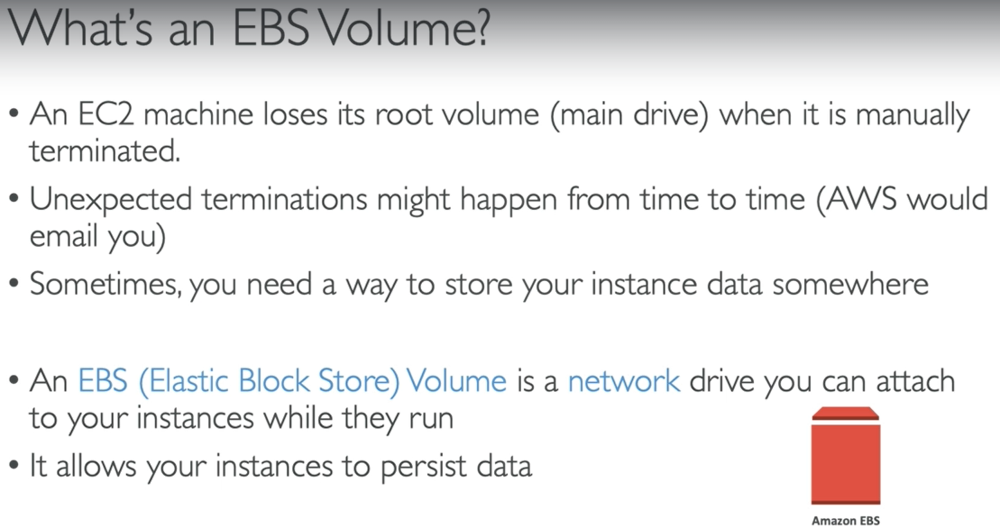 What's an EBS Volume?
• An EC2 machine loses its root volume (main drive) when it is manually
terminated.
• Unexpected terminations might happen from time to time (AWS would
email you)
• Sometimes, you need a way to store your instance data somewhere
• An EBS (Elastic Block Store) Volume is a network drive you can attach
to your instances while they run
• It allows your instances to persist data
Amazon EBS